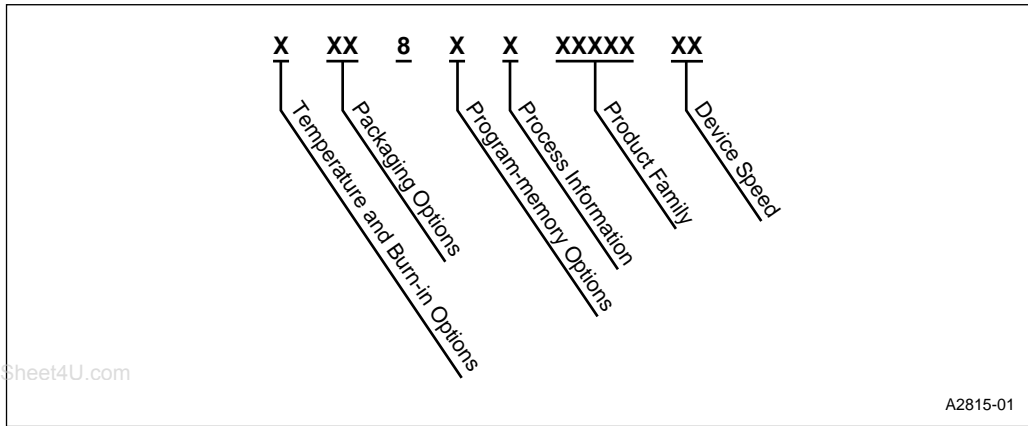 X XX 8 X X XXXXX XX
Temperature and Burn-in Options
Packaging Options
Program-memory Options
Process Information
Product Family
Device Speed
Sheet4U.com
A2815-01